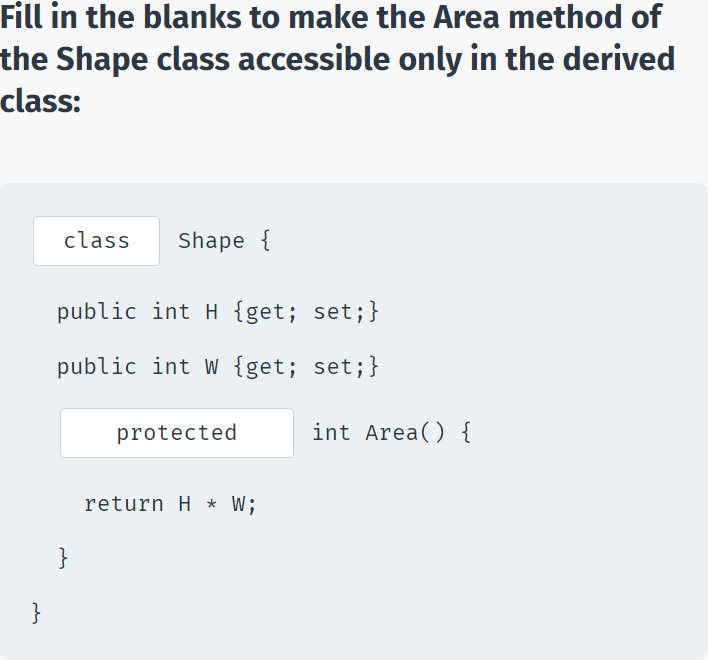 Fill in the blanks to make the Area method of
the Shape class accessible only in the derived
class:
class Shape {
public int H {get; set;}
public int W {get; set;}
protected int Area() {
return H * W;
}
}